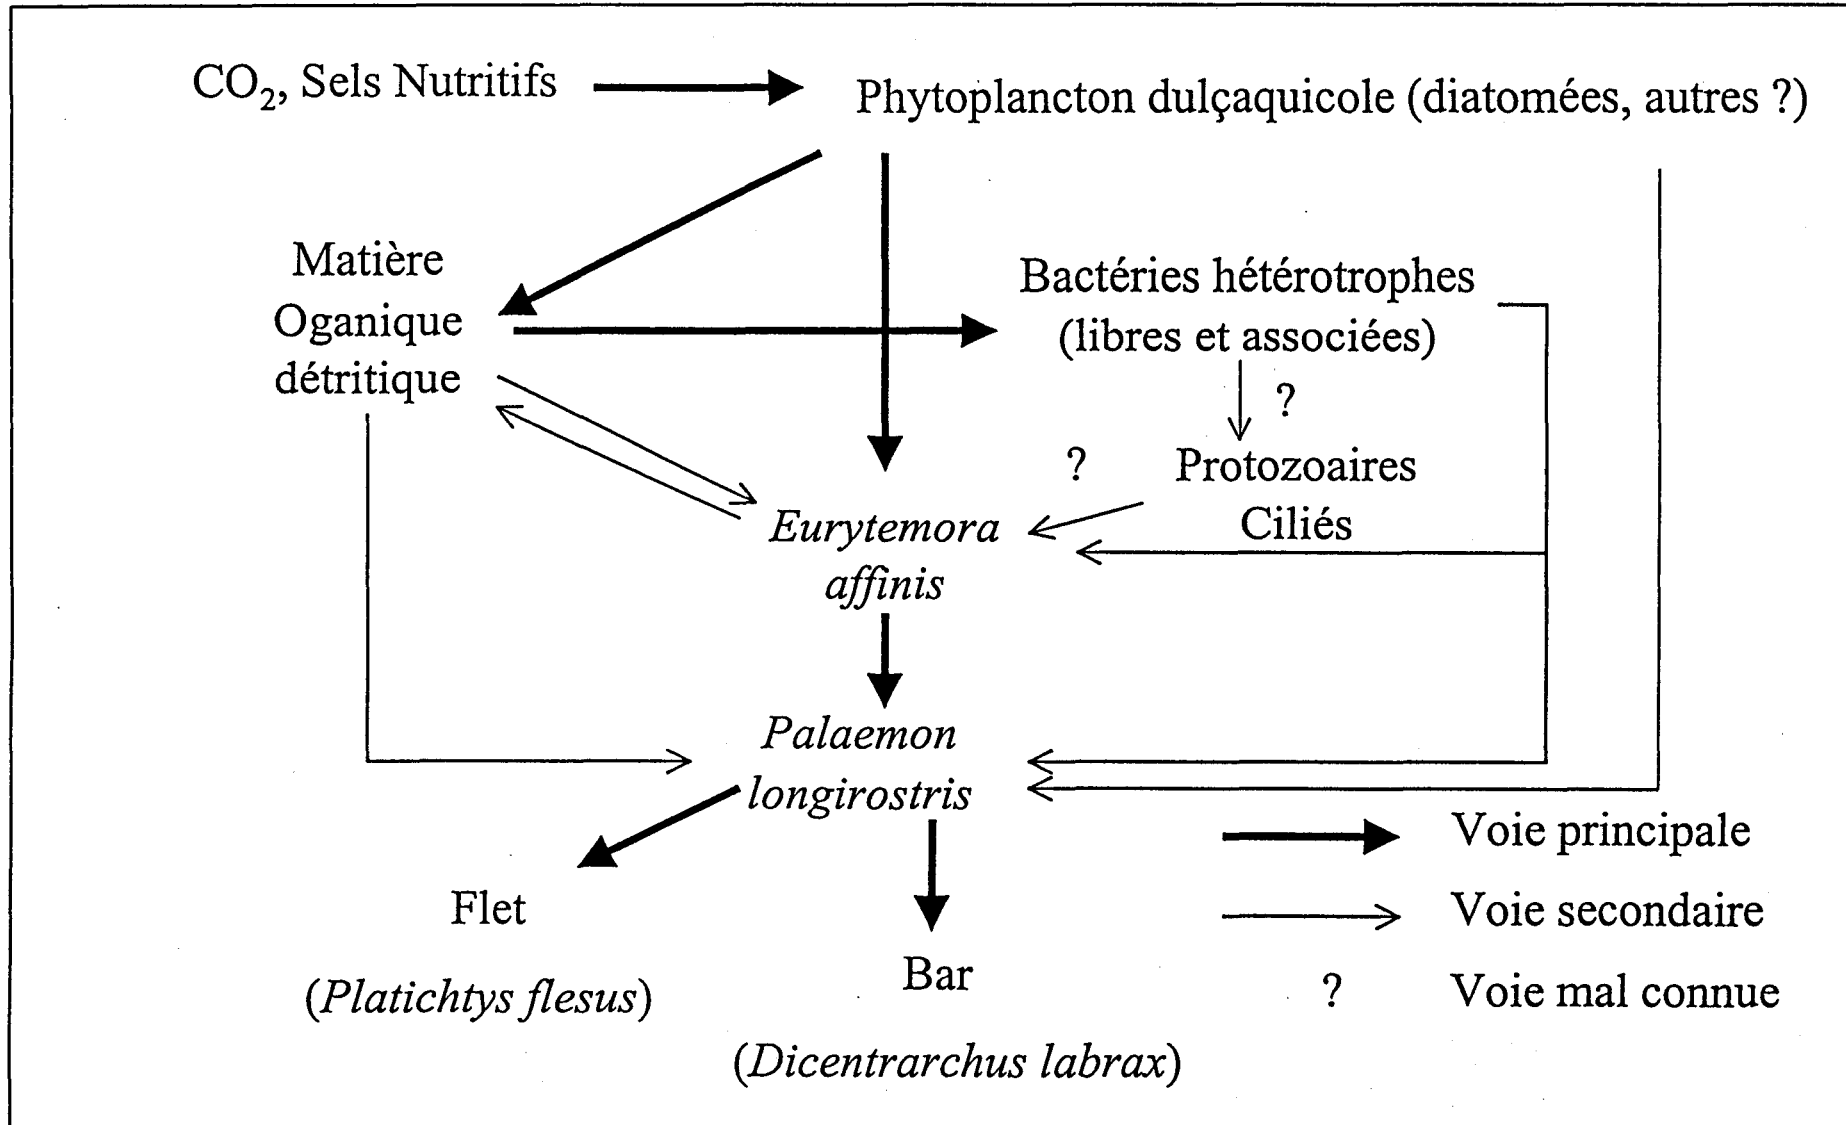 CO₂, Sels Nutritifs
Phytoplancton dulçaquicole (diatomées, autres ?)
Matière
Oganique
détritique
Bactéries hétérotrophes
(libres et associées)
?
?
Protozoaires
Ciliés
Eurytemora
affinis
Palaemon
longirostris
Flet
(Platichtys flesus)
Bar
(Dicentrarchus labrax)
Voie principale
Voie secondaire
? Voie mal connue